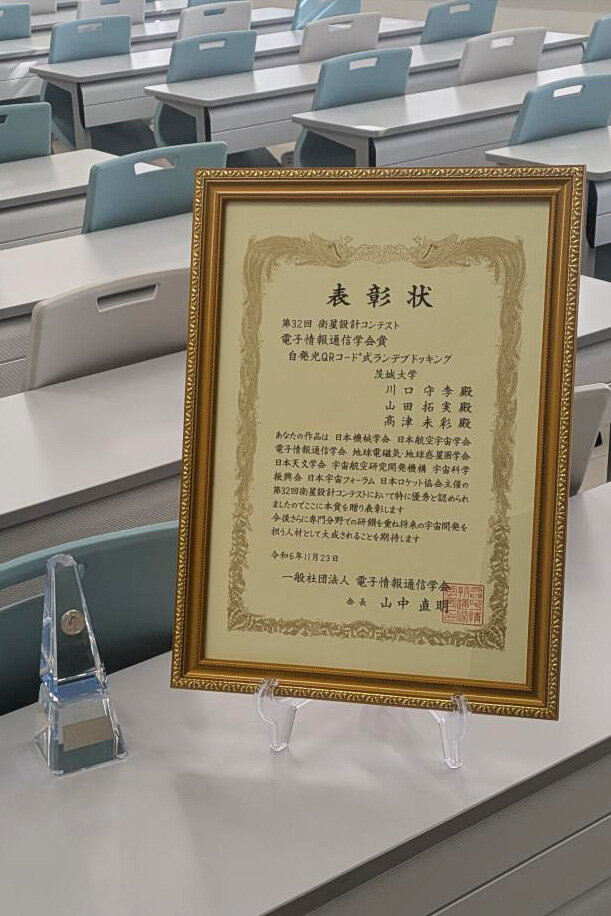 表彰状
第32回 衛星設計コンテスト
電子情報通信学会賞
自発光QRコード式ランデブドッキング
茨城大学
川口 守李 殿
山田 拓実 殿
髙津 未彩 殿
あなたの作品は 日本機械学会 日本航空宇宙学会
電子情報通信学会 地球電磁気・地球惑星圏学会
日本天文学会 宇宙航空研究開発機構 宇宙科学
振興会 日本宇宙フォーラム 日本ロケット協会主催の
第32回衛星設計コンテストにおいて特に優秀と認められ
ましたのでここに本賞を贈り表彰します
今後さらに専門分野での研鑽を重ね将来の宇宙開発を
担う人材として大成されることを期待します
令和6年11月23日
一般社団法人 電子情報通信学会
会長 山中 直明